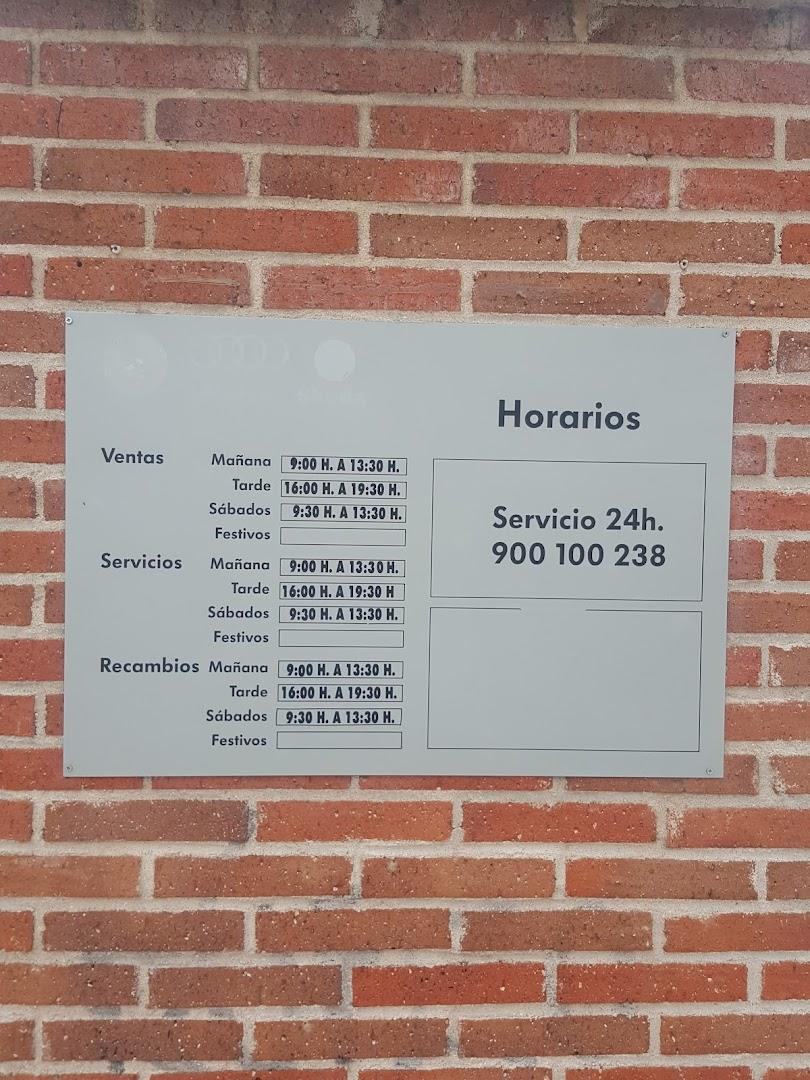 Horarios
Ventas Mañana 9:00 H. A 13:30 H.
Tarde 16:00 H. A 19:30 H.
Sábados 9:30 H. A 13:30 H.
Festivos
Servicios Mañana 9:00 H. A 13:30 H.
Tarde 16:00 H. A 19:30 H
Sábados 9:30 H. A 13:30 H.
Festivos
Recambios Mañana 9:00 H. A 13:30 H.
Tarde 16:00 H. A 19:30 H.
Sábados 9:30 H. A 13:30 H.
Festivos
Servicio 24h.
900 100 238